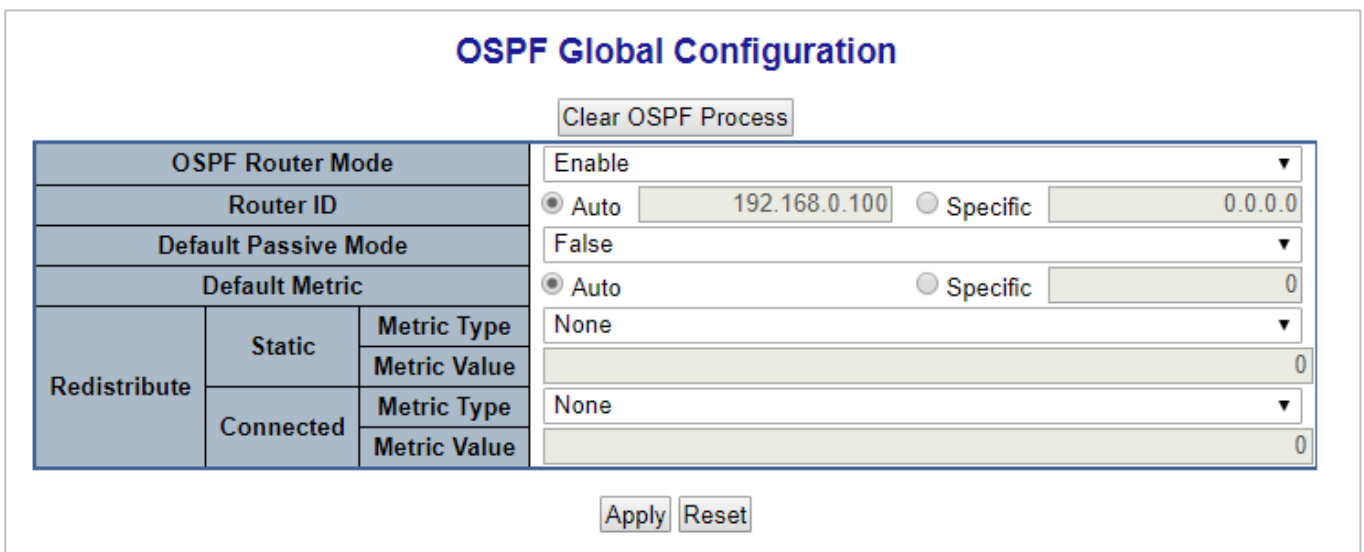 OSPF Global Configuration
Clear OSPF Process
OSPF Router Mode Enable
Router ID Auto 192.168.0.100 Specific 0.0.0.0
Default Passive Mode False
Default Metric Auto Specific 0
Redistribute Static Metric Type None
Metric Value 0
Connected Metric Type None
Metric Value 0
Apply Reset